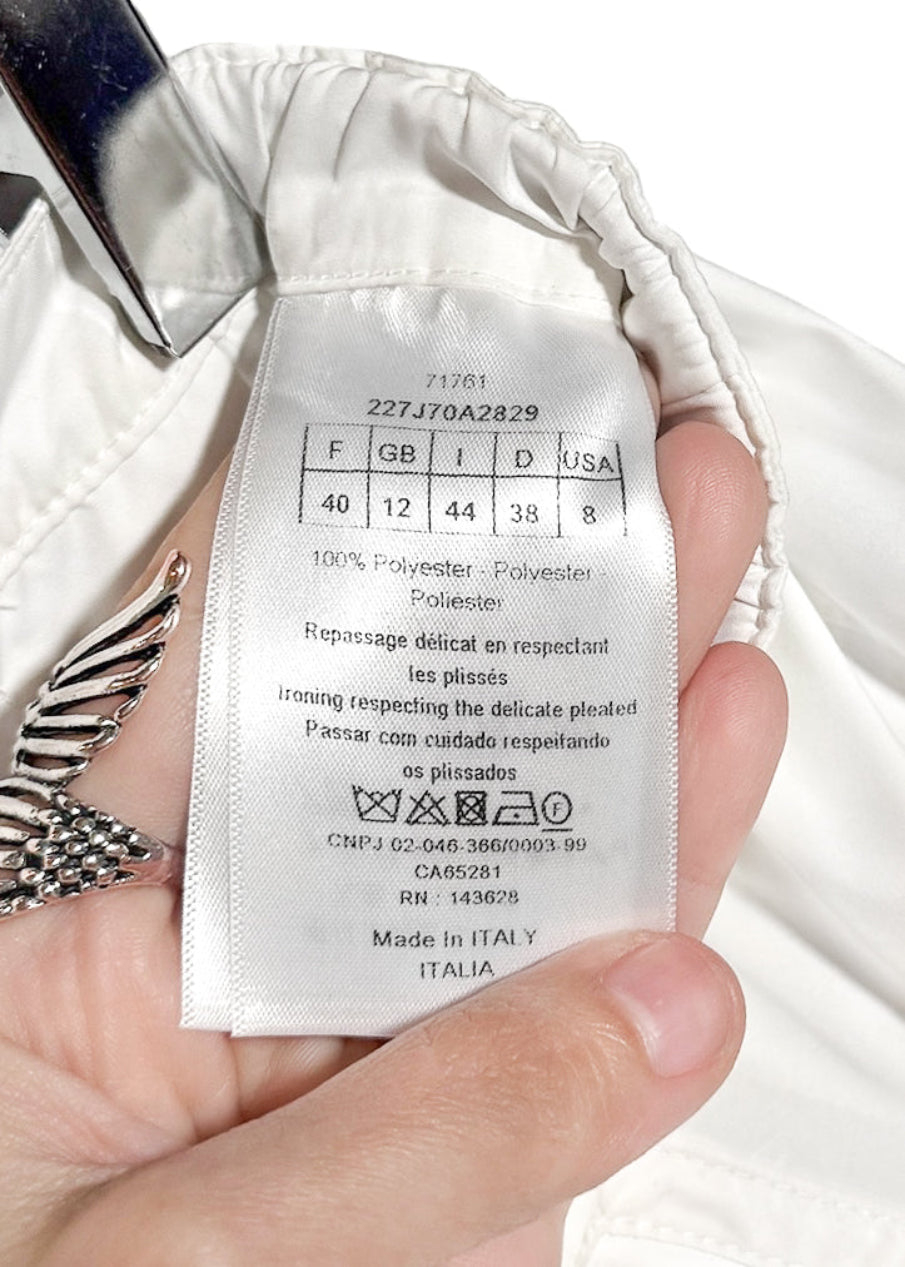 71761
227J70A2829
F GB I D USA
40 12 44 38 8
100% Polyester - Polyester
Poliester
Repassage délicat en respectant
les plissés
Ironing respecting the delicate pleated
Passar com cuidado respeitando
os plissados
F
CNPJ 02-046-366/0003-99
CA65281
RN : 143628
Made In ITALY
ITALIA